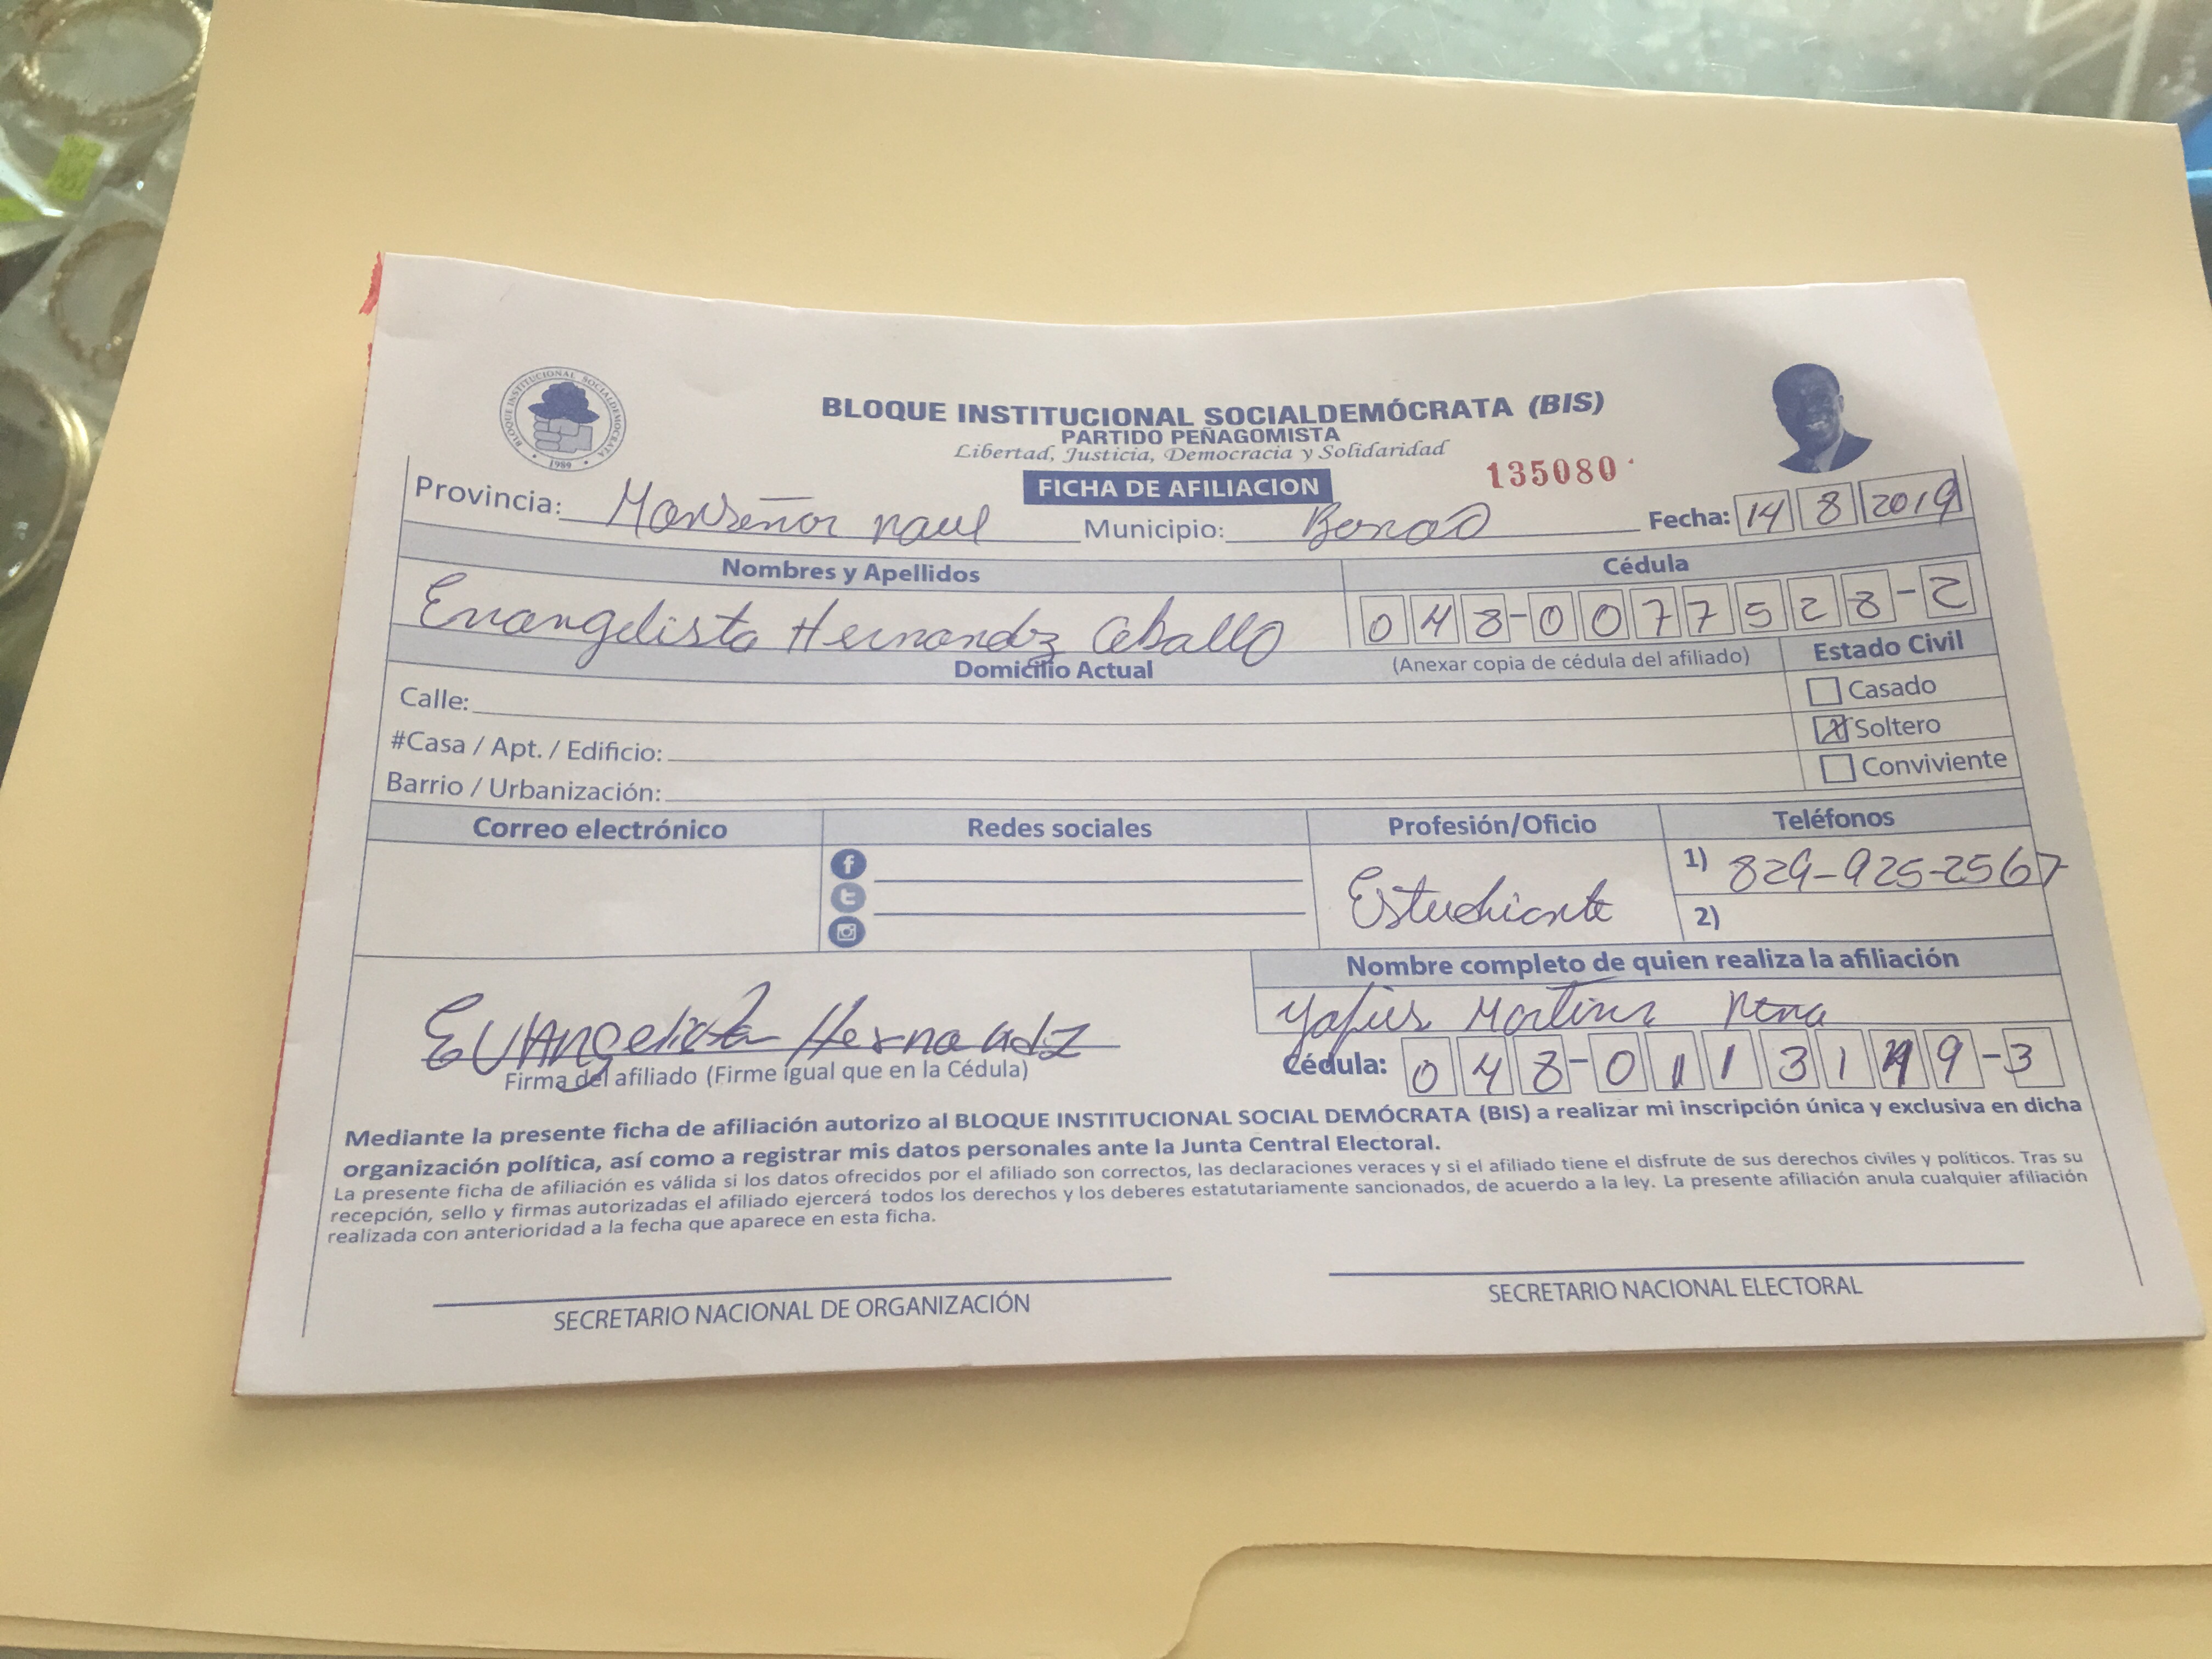 BLOQUE INSTITUCIONAL SOCIALDEMOCRATA
1989
BLOQUE INSTITUCIONAL SOCIALDEMÓCRATA (BIS)
PARTIDO PEÑAGOMISTA
Libertad, Justicia, Democracia y Solidaridad
FICHA DE AFILIACION
135080
Provincia: Monseñor nauel Municipio: Bonao Fecha: 14 8 2019
Nombres y Apellidos Cédula
Evangelista Hernandz Ceballo 048-0077528-2
Domicilio Actual (Anexar copia de cédula del afiliado) Estado Civil
Calle: Casado
#Casa / Apt. / Edificio: Soltero
Barrio / Urbanización: Conviviente
Correo electrónico Redes sociales Profesión/Oficio Teléfonos
Estudiante 1) 829-925-2567
2)
Nombre completo de quien realiza la afiliación
Martinez
Evangelista Hernandz
Firma del afiliado (Firme igual que en la Cédula) Cédula: 048-0113149-3
Mediante la presente ficha de afiliación autorizo al BLOQUE INSTITUCIONAL SOCIAL DEMÓCRATA (BIS) a realizar mi inscripción única y exclusiva en dicha
organización política, así como a registrar mis datos personales ante la Junta Central Electoral.
La presente ficha de afiliación es válida si los datos ofrecidos por el afiliado son correctos, las declaraciones veraces y si el afiliado tiene el disfrute de sus derechos civiles y políticos. Tras su
recepción, sello y firmas autorizadas el afiliado ejercerá todos los derechos y los deberes estatutariamente sancionados, de acuerdo a la ley. La presente afiliación anula cualquier afiliación
realizada con anterioridad a la fecha que aparece en esta ficha.
SECRETARIO NACIONAL DE ORGANIZACIÓN SECRETARIO NACIONAL ELECTORAL